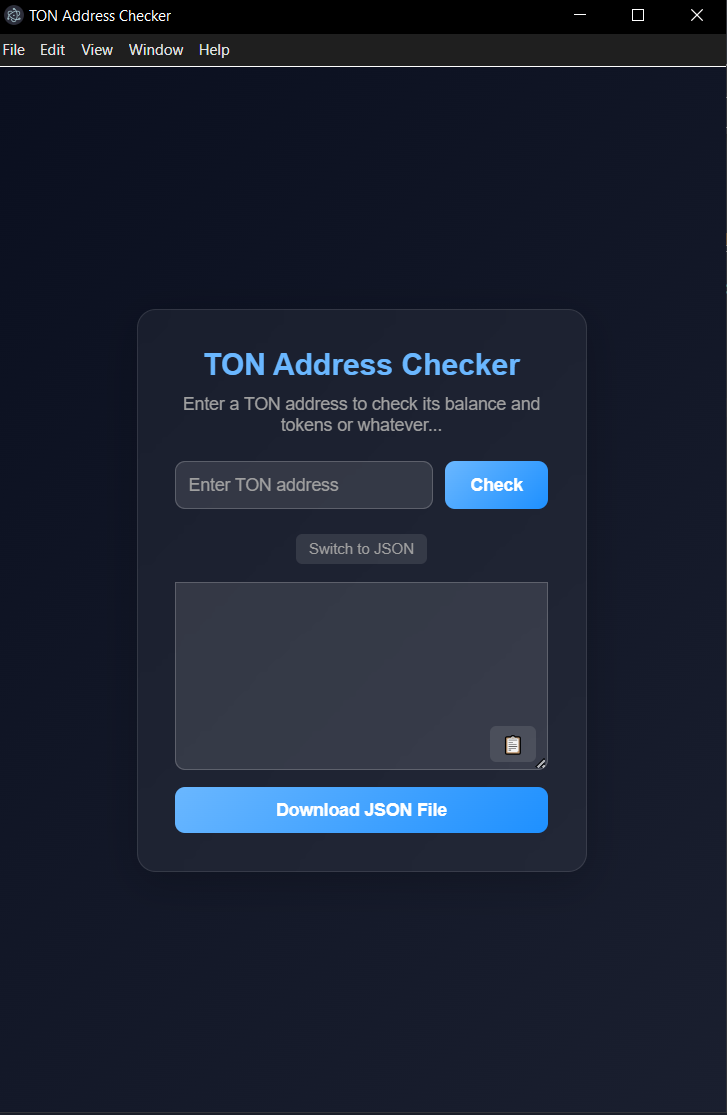 TON Address Checker
File Edit View Window Help
TON Address Checker
Enter a TON address to check its balance and
tokens or whatever...
Enter TON address
Check
Switch to JSON
Download JSON File